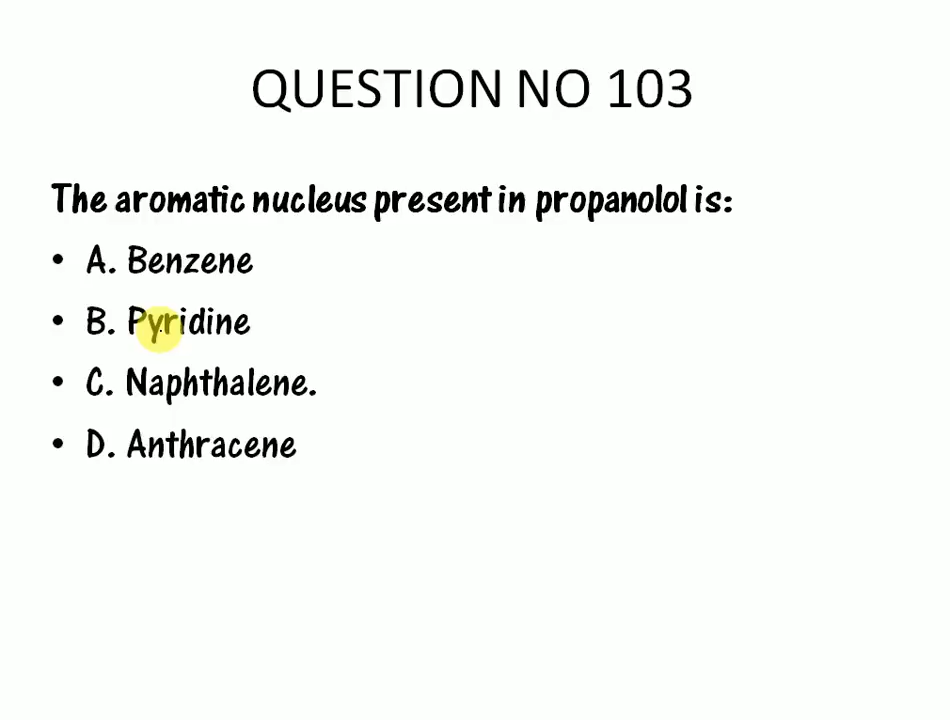 QUESTION NO 103
The aromatic nucleus present in propanolol is:
• A. Benzene
• B. Pyridine
• C. Naphthalene.
• D. Anthracene